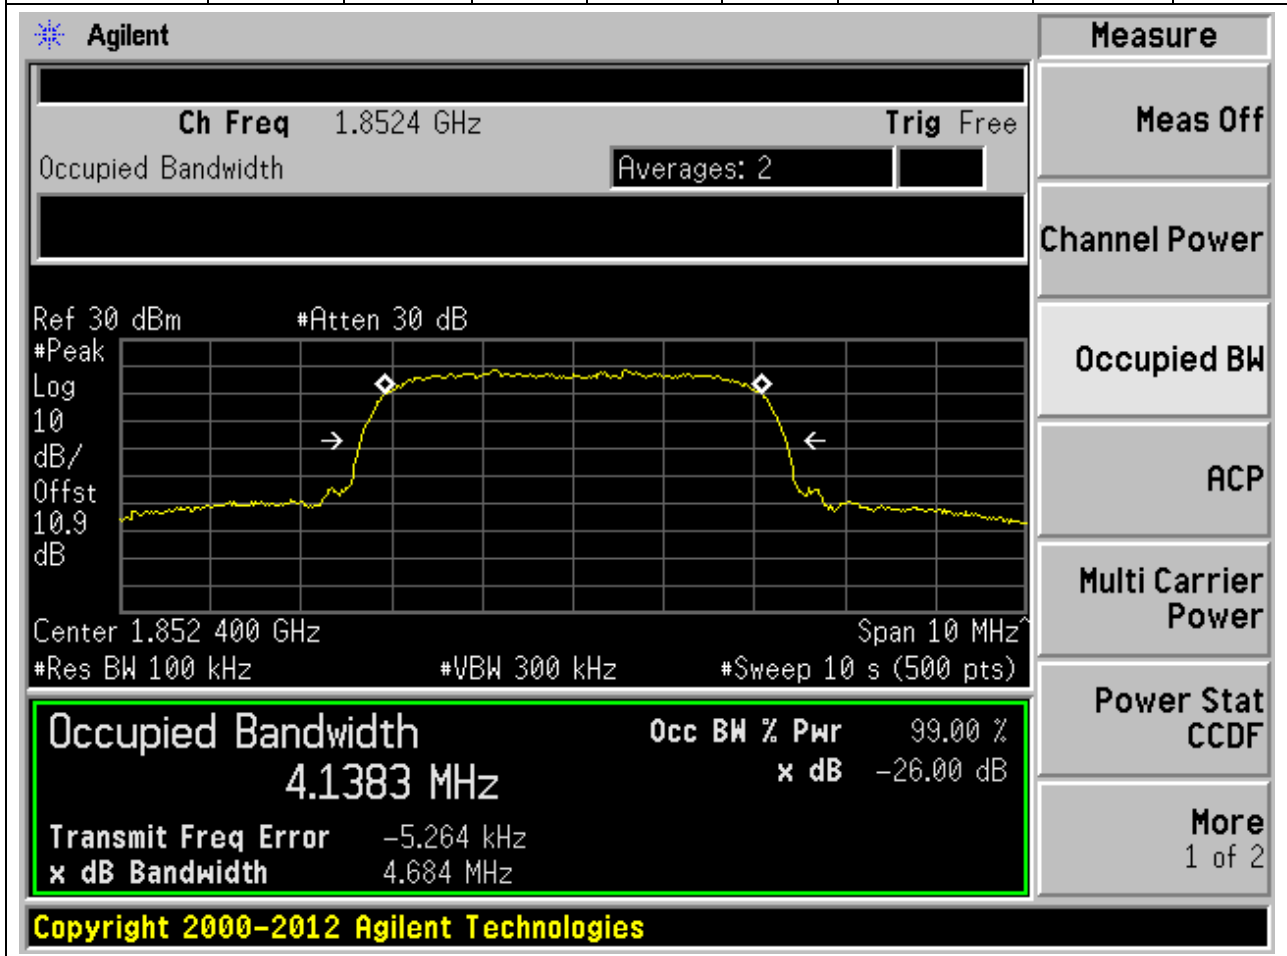 Agilent
Measure
Ch Freq 1.8524 GHz Trig Free
Occupied Bandwidth Averages: 2
Meas Off
Channel Power
Occupied BW
ACP
Multi Carrier
Power
Power Stat
CCDF
More
1 of 2
Ref 30 dBm #Atten 30 dB
#Peak
Log
10
dB/
Offst
10.9
dB
Center 1.852 400 GHz Span 10 MHz^
#Res BW 100 kHz #VBW 300 kHz #Sweep 10 s (500 pts)
Occupied Bandwidth Occ BW % Pwr 99.00 %
4.1383 MHz x dB -26.00 dB
Transmit Freq Error -5.264 kHz
x dB Bandwidth 4.684 MHz
Copyright 2000-2012 Agilent Technologies